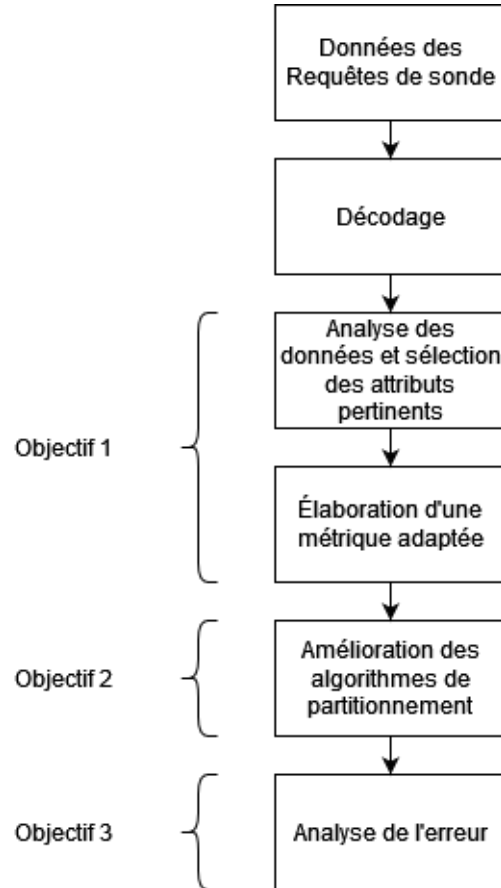 Données des
Requêtes de sonde
Décodage
Analyse des
données et sélection
des attributs
pertinents
Objectif 1
Élaboration d'une
métrique adaptée
Objectif 2
Amélioration des
algorithmes de
partitionnement
Objectif 3
Analyse de l'erreur